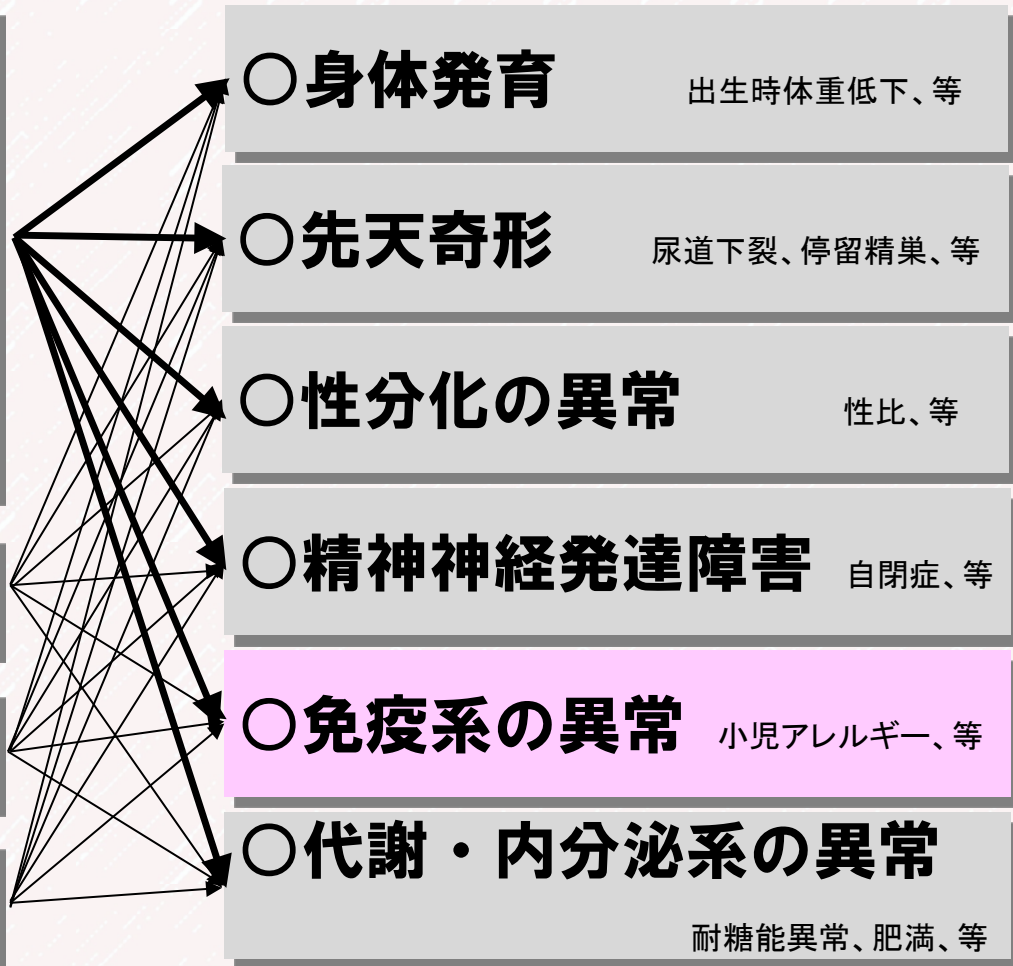 ○身体発育 出生時体重低下、等
○先天奇形 尿道下裂、停留精巣、等
○性分化の異常 性比、等
○精神神経発達障害 自閉症、等
○免疫系の異常 小児アレルギー、等
○代謝・内分泌系の異常
耐糖能異常、肥満、等